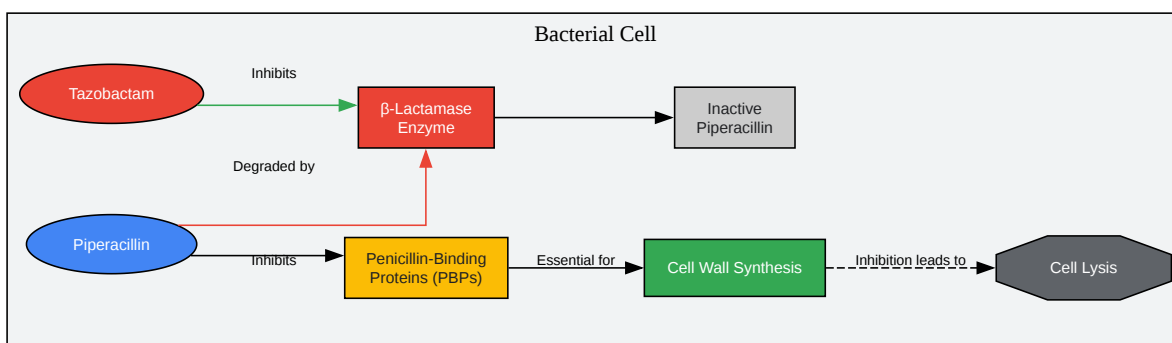 Bacterial Cell
Inhibits
Tazobactam
β-Lactamase
Enzyme
Inactive
Piperacillin
Degraded by
Piperacillin
Inhibits
Penicillin-Binding
Proteins (PBPs)
Essential for
Cell Wall Synthesis
Inhibition leads to
Cell Lysis